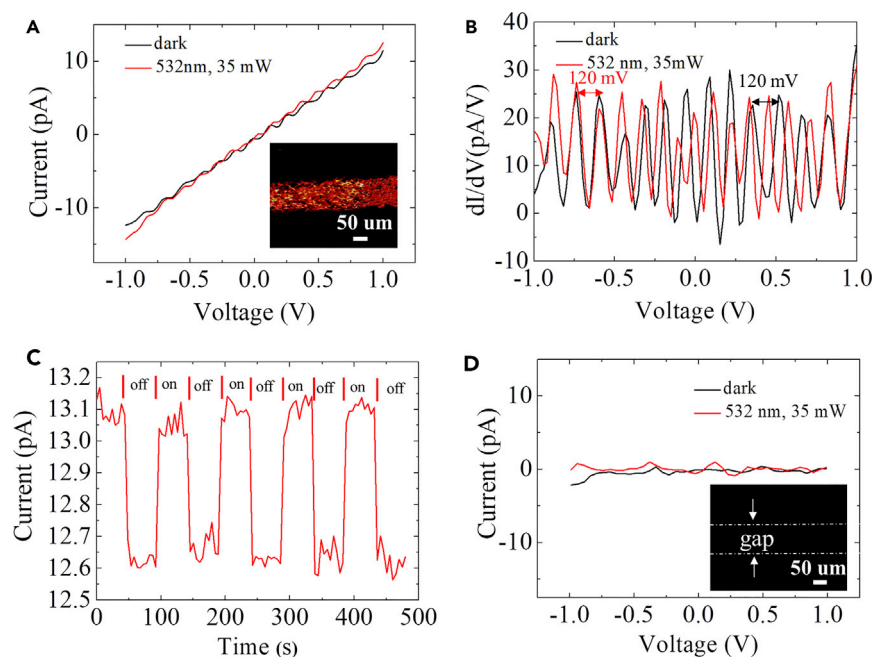 A
dark
532nm, 35 mW
10
0
-10
Current (pA)
50 um
-1.0 -0.5 0.0 0.5 1.0
Voltage (V)
B
dark
532 nm, 35mW
120 mV
120 mV
40
30
20
10
0
-10
dI/dV(pA/V)
-1.0 -0.5 0.0 0.5 1.0
Voltage (V)
C
off on off on off on off on off
13.2
13.1
13.0
12.9
12.8
12.7
12.6
12.5
Current (pA)
0 100 200 300 400 500
Time (s)
D
dark
532 nm, 35 mW
10
0
-10
Current (pA)
gap
50 um
-1.0 -0.5 0.0 0.5 1.0
Voltage (V)